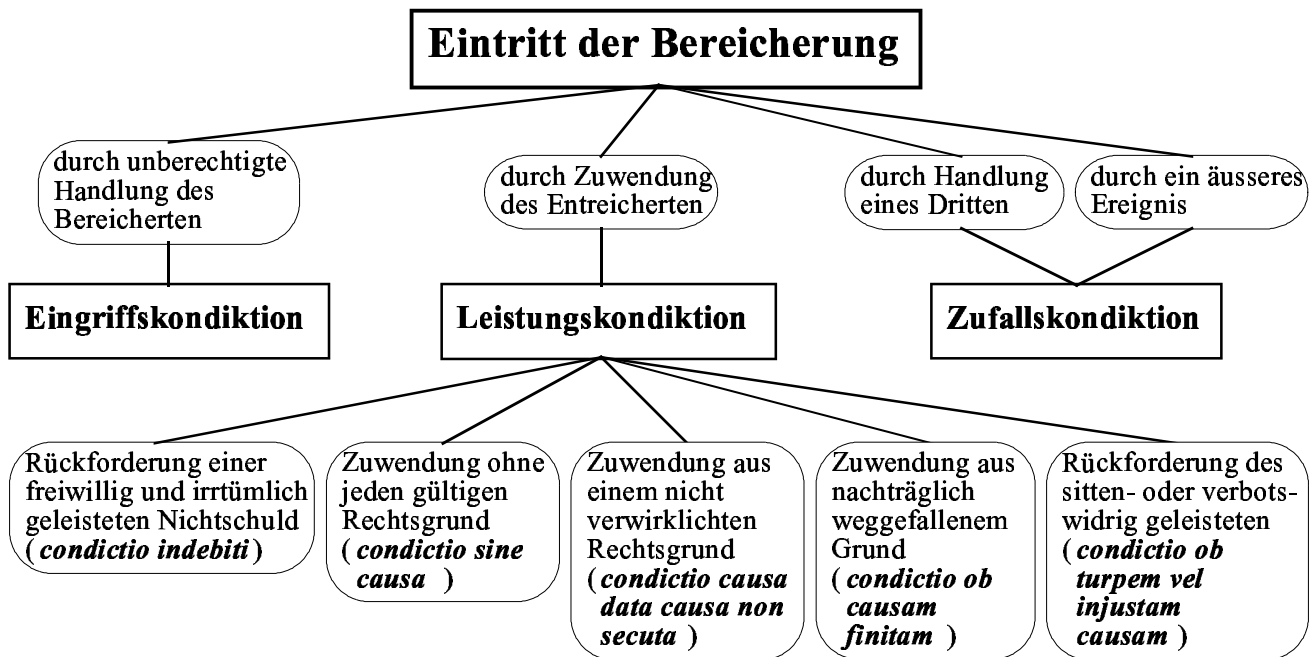 Eintritt der Bereicherung
durch unberechtigte
Handlung des
Bereicherten
durch Zuwendung
des Entreicherten
durch Handlung
eines Dritten
durch ein äusseres
Ereignis
Eingriffskondiktion
Leistungskondiktion
Zufallskondiktion
Rückforderung einer
freiwillig und irrtümlich
geleisteten Nichtschuld
(condictio indebiti)
Zuwendung ohne
jeden gültigen
Rechtsgrund
(condictio sine
causa )
Zuwendung aus
einem nicht
verwirklichten
Rechtsgrund
(condictio causa
data causa non
secuta )
Zuwendung aus
nachträglich
weggefallenem
Grund
(condictio ob
causam
finitam )
Rückforderung des
sitten- oder verbots-
widrig geleisteten
(condictio ob
turpem vel
injustam
causam )